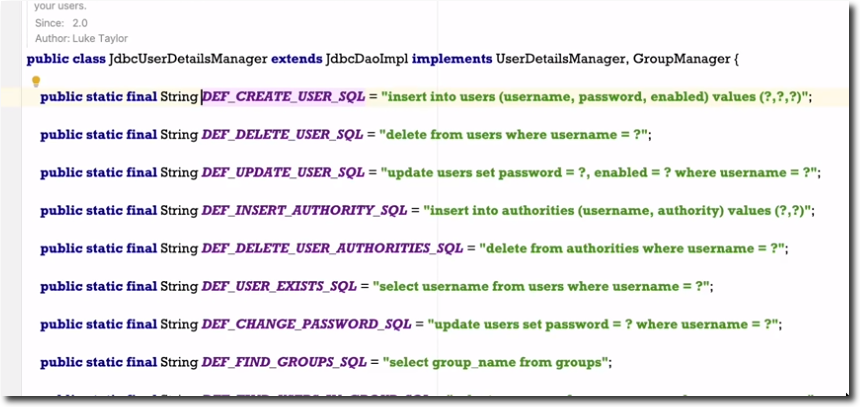 your users.
Since: 2.0
Author: Luke Taylor
public class JdbcUserDetailsManager extends JdbcDaoImpl implements UserDetailsManager, GroupManager {
public static final String DEF_CREATE_USER_SQL = "insert into users (username, password, enabled) values (?,?,?)";
public static final String DEF_DELETE_USER_SQL = "delete from users where username = ?";
public static final String DEF_UPDATE_USER_SQL = "update users set password = ?, enabled = ? where username = ?";
public static final String DEF_INSERT_AUTHORITY_SQL = "insert into authorities (username, authority) values (?,?)";
public static final String DEF_DELETE_USER_AUTHORITIES_SQL = "delete from authorities where username = ?";
public static final String DEF_USER_EXISTS_SQL = "select username from users where username = ?";
public static final String DEF_CHANGE_PASSWORD_SQL = "update users set password = ? where username = ?";
public static final String DEF_FIND_GROUPS_SQL = "select group_name from groups";